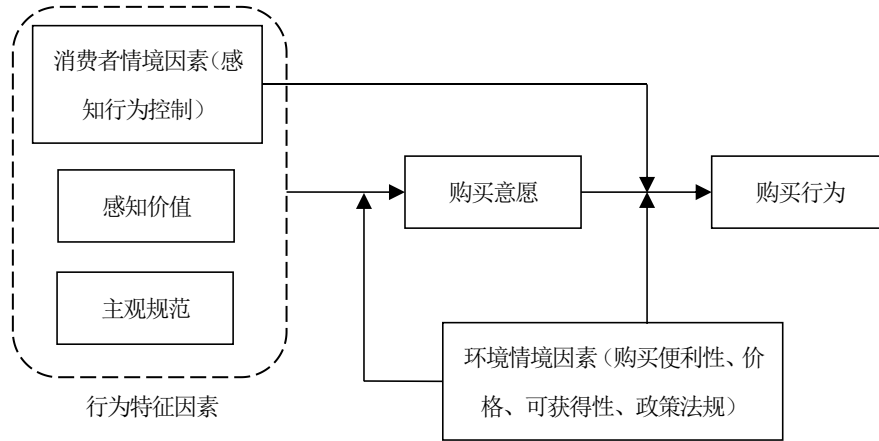 消费者情境因素（感
知行为控制）
感知价值
主观规范
行为特征因素
购买意愿
购买行为
环境情境因素（购买便利性、价
格、可获得性、政策法规）